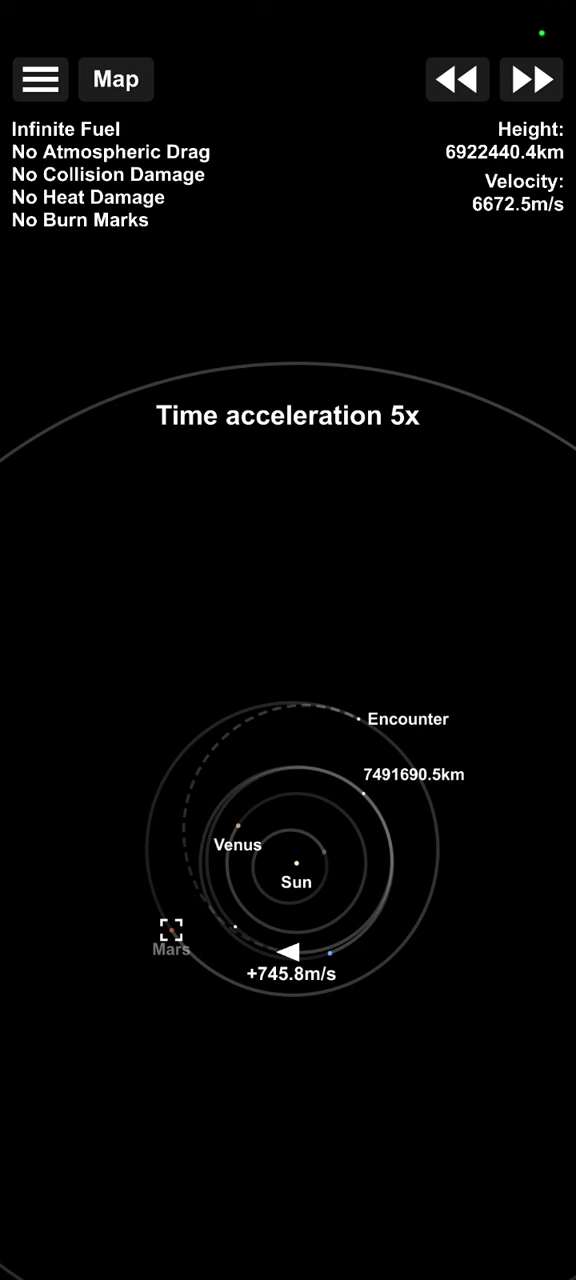 Map
Infinite Fuel
No Atmospheric Drag
No Collision Damage
No Heat Damage
No Burn Marks
Height:
6922440.4km
Velocity:
6672.5m/s
Time acceleration 5x
Encounter
7491690.5km
Venus
Sun
Mars
+745.8m/s